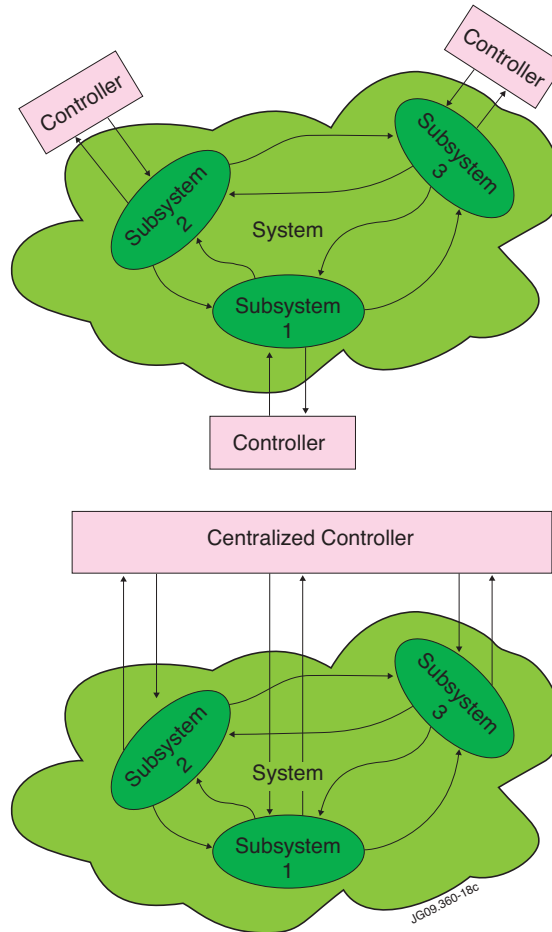 Controller
Controller
Subsystem
3
Subsystem
2
System
Subsystem
1
Controller
Centralized Controller
Subsystem
3
Subsystem
2
System
Subsystem
1
JG09.360-18c